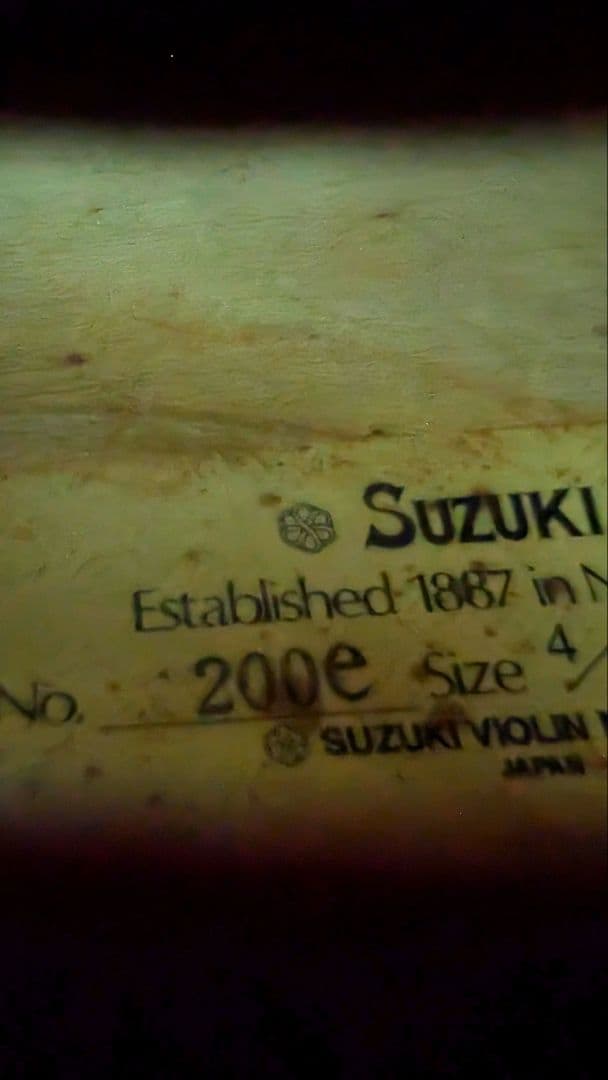 SUZUKI
Established 1887 in N
No. 200e Size 4/
SUZUKI VIOLIN
JAPAN